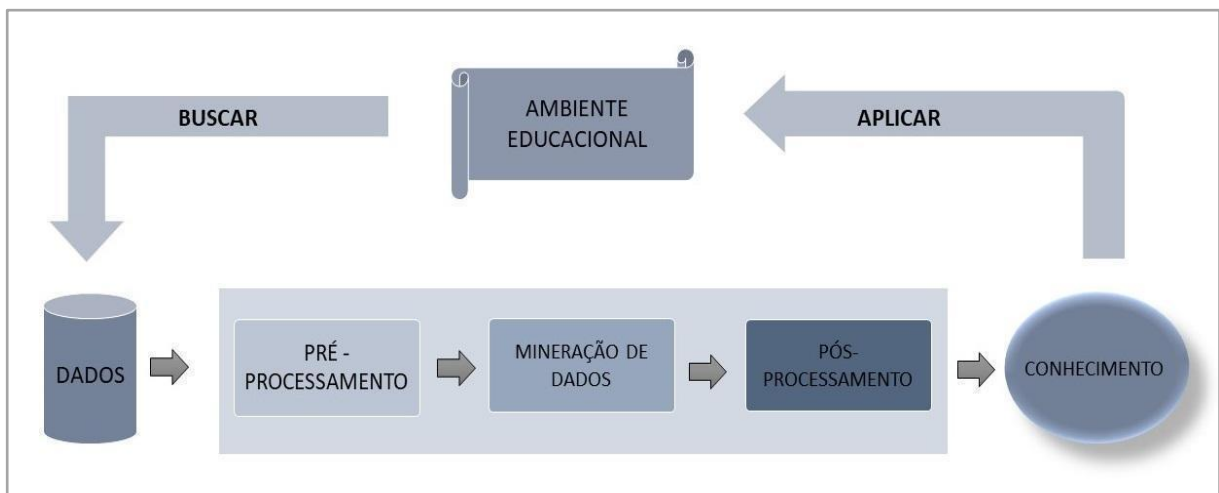 BUSCAR
AMBIENTE
EDUCACIONAL
APLICAR
DADOS
PRÉ -
PROCESSAMENTO
MINERAÇÃO DE
DADOS
PÓS-
PROCESSAMENTO
CONHECIMENTO